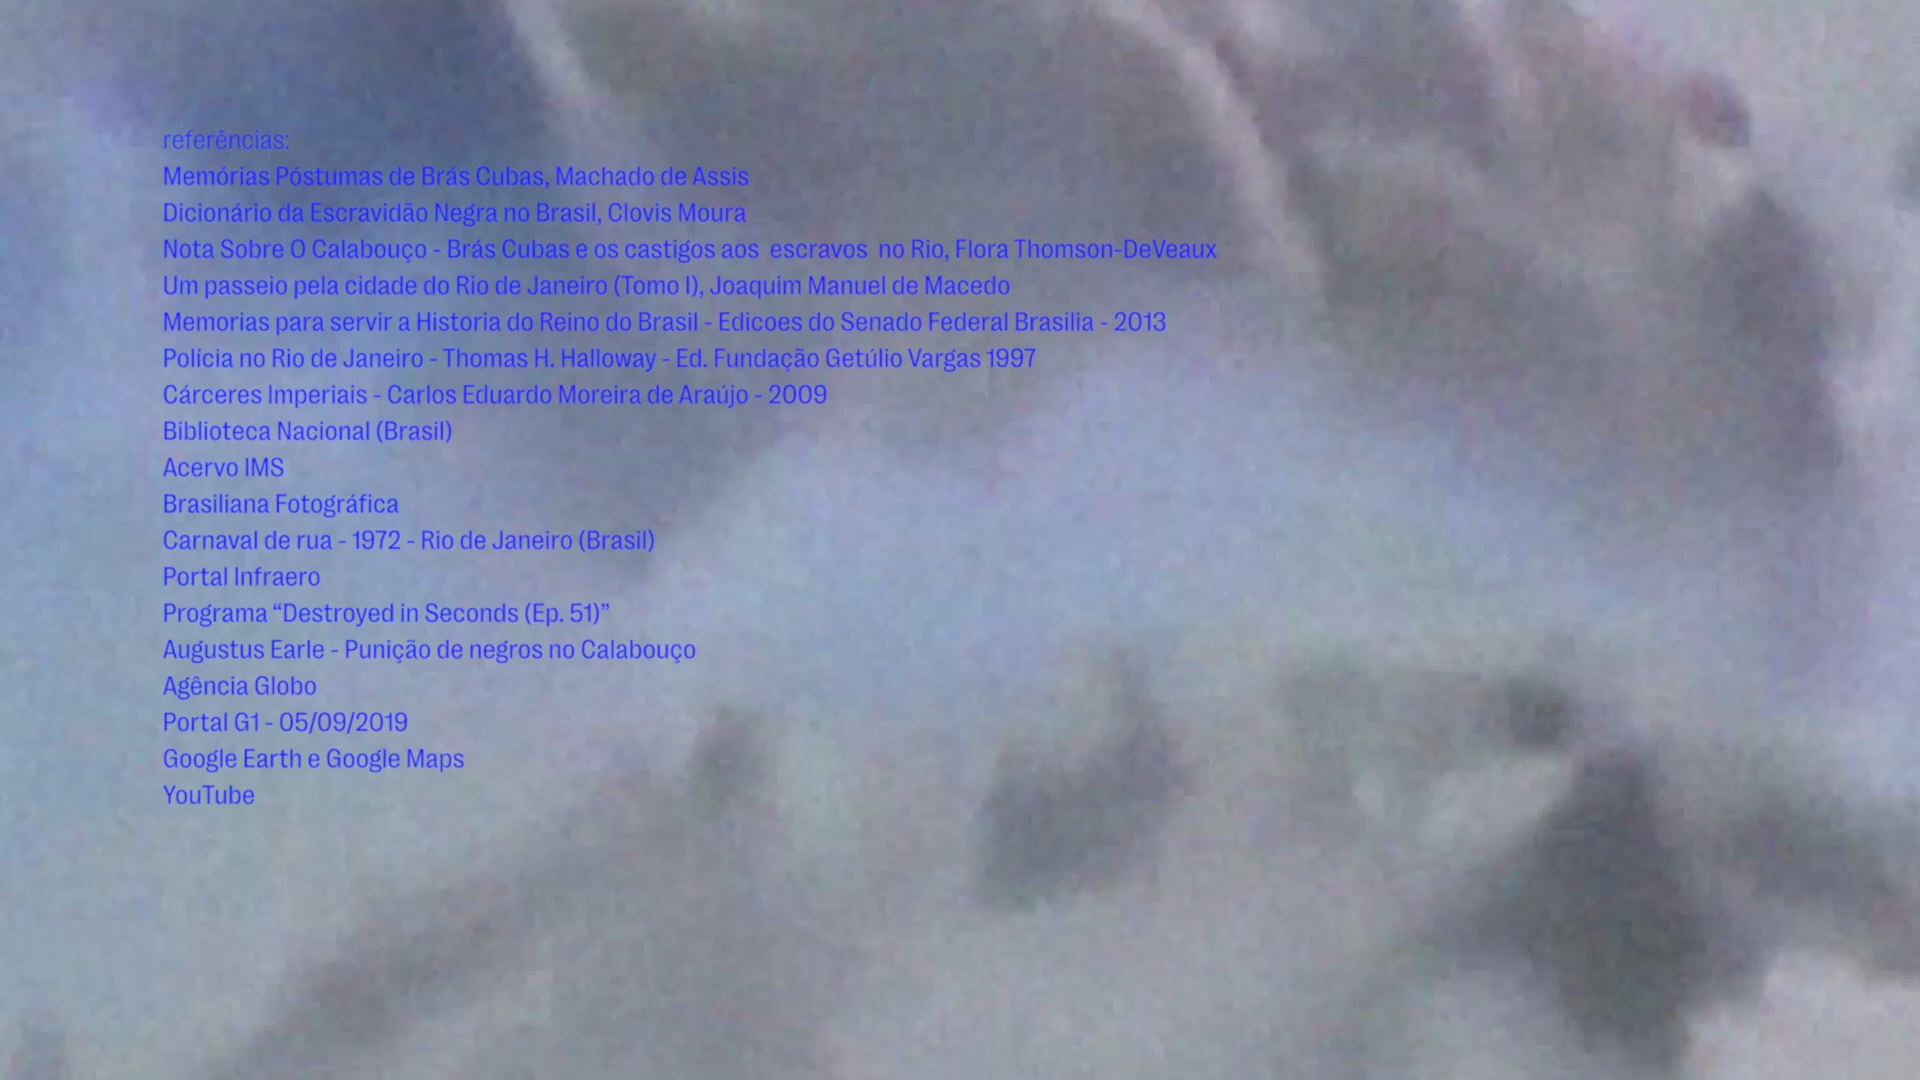 referências:
Memórias Póstumas de Brás Cubas, Machado de Assis
Dicionário da Escravidão Negra no Brasil, Clovis Moura
Nota Sobre O Calabouço - Brás Cubas e os castigos aos  escravos  no Rio, Flora Thomson-DeVeaux
Um passeio pela cidade do Rio de Janeiro (Tomo I), Joaquim Manuel de Macedo
Memorias para servir a Historia do Reino do Brasil - Edicoes do Senado Federal Brasilia - 2013
Polícia no Rio de Janeiro - Thomas H. Halloway - Ed. Fundação Getúlio Vargas 1997
Cárceres Imperiais - Carlos Eduardo Moreira de Araújo - 2009
Biblioteca Nacional (Brasil)
Acervo IMS
Brasiliana Fotográfica
Carnaval de rua - 1972 - Rio de Janeiro (Brasil)
Portal Infraero
Programa “Destroyed in Seconds (Ep. 51)”
Augustus Earle - Punição de negros no Calabouço
Agência Globo
Portal G1 - 05/09/2019
Google Earth e Google Maps
YouTube